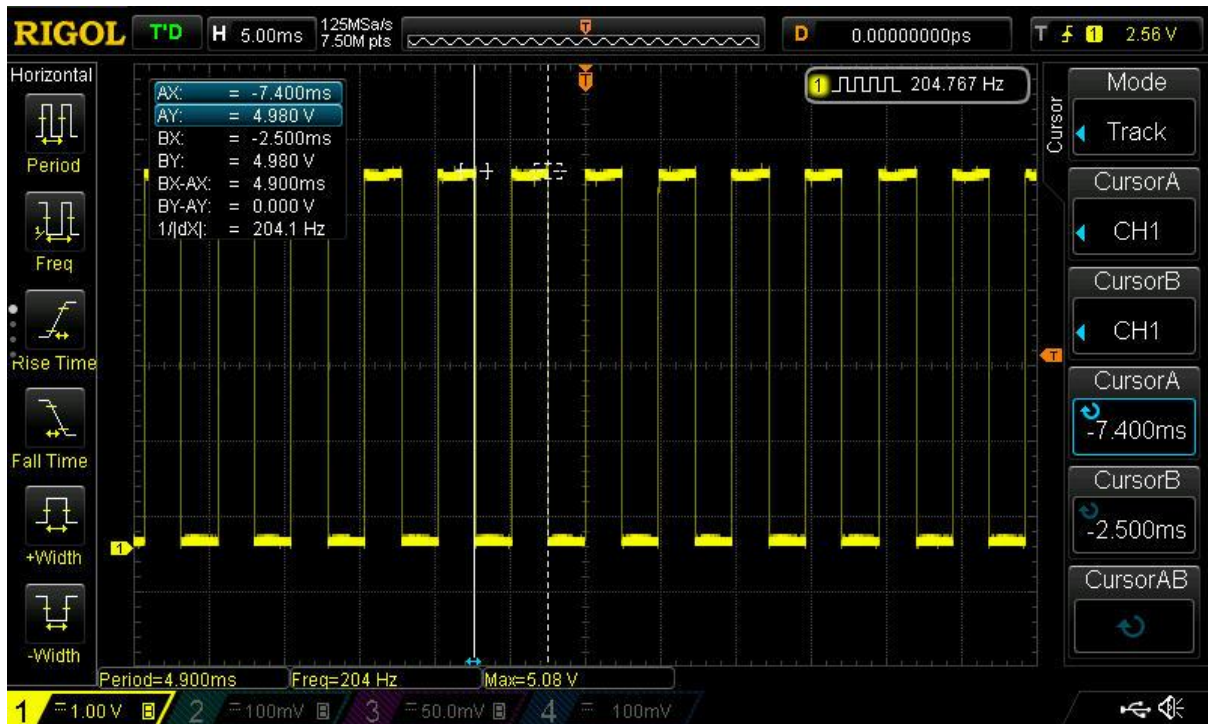 RIGOL T'D H 5.00ms 125MSa/s 7.50M pts T D 0.00000000ps T 1 2.56 V
Horizontal
Period
Freq
Rise Time
Fall Time
+Width
-Width
AX: = -7.400ms
AY: = 4.980 V
BX: = -2.500ms
BY: = 4.980 V
BX-AX: = 4.900ms
BY-AY: = 0.000 V
1/|dX|: = 204.1 Hz
T
1 204.767 Hz
1
T
Cursor
Mode
Track
CursorA
CH1
CursorB
CH1
CursorA
-7.400ms
CursorB
-2.500ms
CursorAB
Period=4.900ms Freq=204 Hz Max=5.08 V
1 1.00 V B 2 100mV B 3 50.0mV B 4 100mV